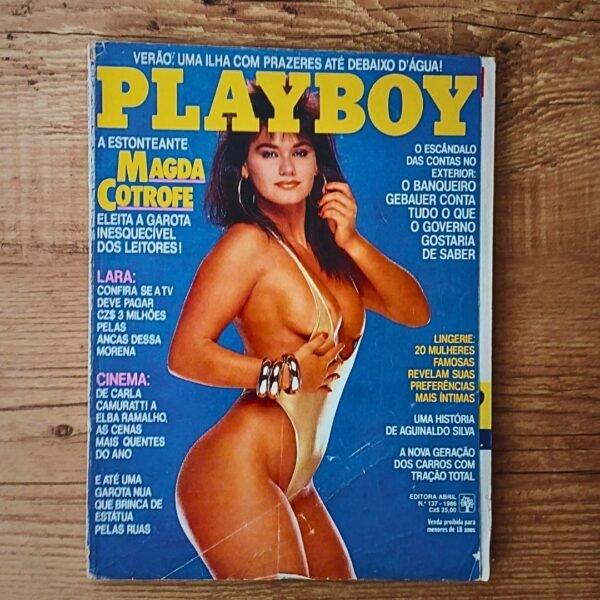 VERÃO: UMA ILHA COM PRAZERES ATÉ DEBAIXO D'ÁGUA!
PLAYBOY
A ESTONTEANTE
MAGDA
COTROFE
ELEITA A GAROTA
INESQUECÍVEL
DOS LEITORES!
LARA:
CONFIRA SE A TV
DEVE PAGAR
CZ$ 3 MILHÕES
PELAS
ANCAS DESSA
MORENA
CINEMA:
DE CARLA
CAMURATTI A
ELBA RAMALHO,
AS CENAS
MAIS QUENTES
DO ANO
E ATÉ UMA
GAROTA NUA
QUE BRINCA DE
ESTÁTUA
PELAS RUAS
O ESCÂNDALO
DAS CONTAS NO
EXTERIOR:
O BANQUEIRO
GEBAUER CONTA
TUDO O QUE
O GOVERNO
GOSTARIA
DE SABER
LINGERIE:
20 MULHERES
FAMOSAS
REVELAM SUAS
PREFERÊNCIAS
MAIS ÍNTIMAS
UMA HISTÓRIA
DE AGUINALDO SILVA
A NOVA GERAÇÃO
DOS CARROS COM
TRAÇÃO TOTAL
EDITORA ABRIL
N.º 137 - 1986
Cz$ 25,00
Venda proibida para
menores de 18 anos